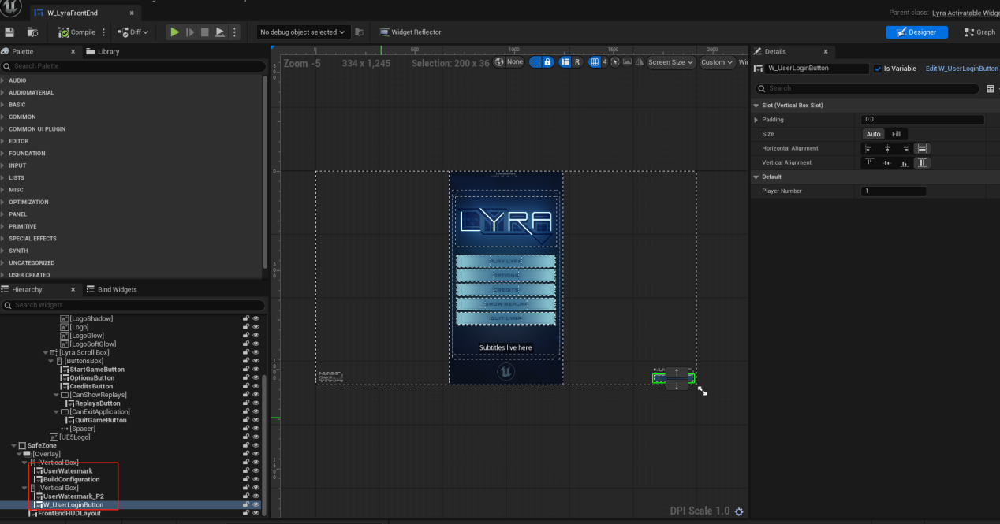 W_LyraFrontEnd
Parent class: Lyra Activatable Widge
Compile
Diff
No debug object selected
Widget Reflector
Designer
Graph
Palette
Library
Search Palette
AUDIO
AUDIOMATERIAL
BASIC
COMMON
COMMON UI PLUGIN
EDITOR
FOUNDATION
INPUT
LISTS
MISC
OPTIMIZATION
PANEL
PRIMITIVE
SPECIAL EFFECTS
SYNTH
UNCATEGORIZED
USER CREATED
Hierarchy
Bind Widgets
Search Widgets
[LogoShadow]
[Logo]
[LogoGlow]
[LogoSoftGlow]
[Lyra Scroll Box]
[ButtonsBox]
StartGameButton
OptionsButton
CreditsButton
[CanShowReplays]
ReplaysButton
[CanExitApplication]
QuitGameButton
[Spacer]
[UE5Logo]
SafeZone
[Overlay]
[Vertical Box]
UserWatermark
BuildConfiguration
[Vertical Box]
UserWatermark_P2
W_UserLoginButton
FrontEndHUDLayout
0 500 1000 1500 2000
Zoom -5
334 x 1,245
Selection: 200 x 36
None
R
4
Screen Size
Custom
LYRA
PLAY LYRA
OPTIONS
CREDITS
SHOW REPLAY
QUIT LYRA
Subtitles live here
DPI Scale 1.0
Details
W_UserLoginButton
Is Variable
Edit W_UserLoginButton
Search
Slot (Vertical Box Slot)
Padding
0.0
Size
Auto
Fill
Horizontal Alignment
Vertical Alignment
Default
Player Number
1